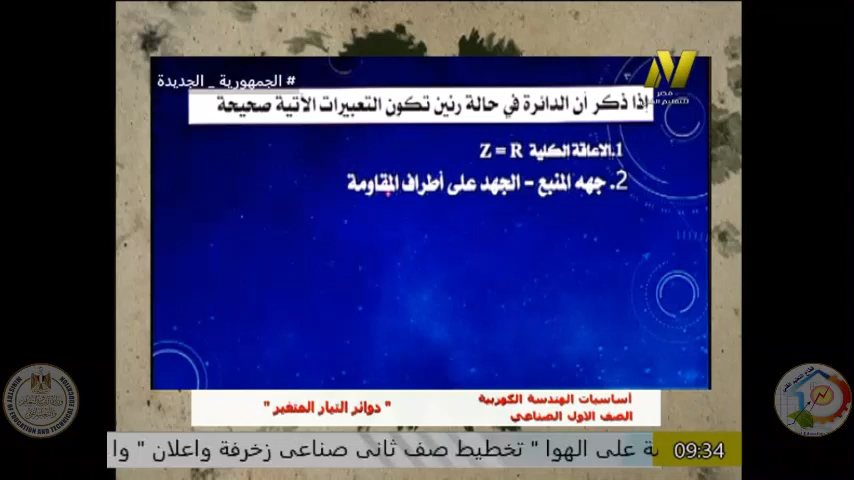 # الجمهورية _ الجديدة
مصر
إذا ذكر أن الدائرة في حالة رنين تكون التعبيرات الآتية صحيحة
1.الاعاقة الكلية Z = R
2. جهه المنبع – الجهد على أطراف المقاومة
أساسيات الهندسة الكهربية
الصف الاول الصناعي
" دوائر التيار المتغير "
ة على الهوا " تخطيط صف ثانى صناعى زخرفة واعلان " وا
09:34